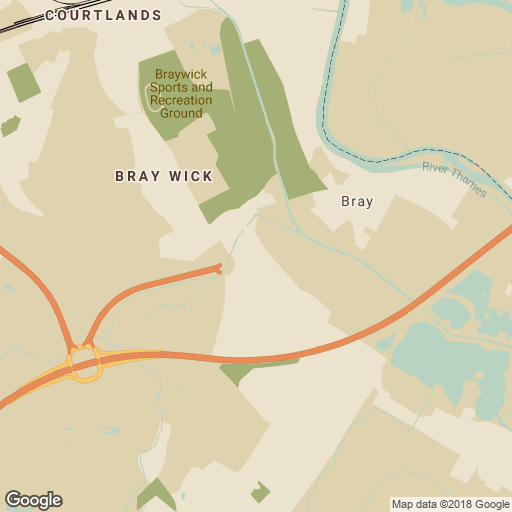 COURTLANDS
Braywick
Sports and
Recreation
Ground
BRAY WICK
River Thames
Bray
Google
Map data ©2018 Google